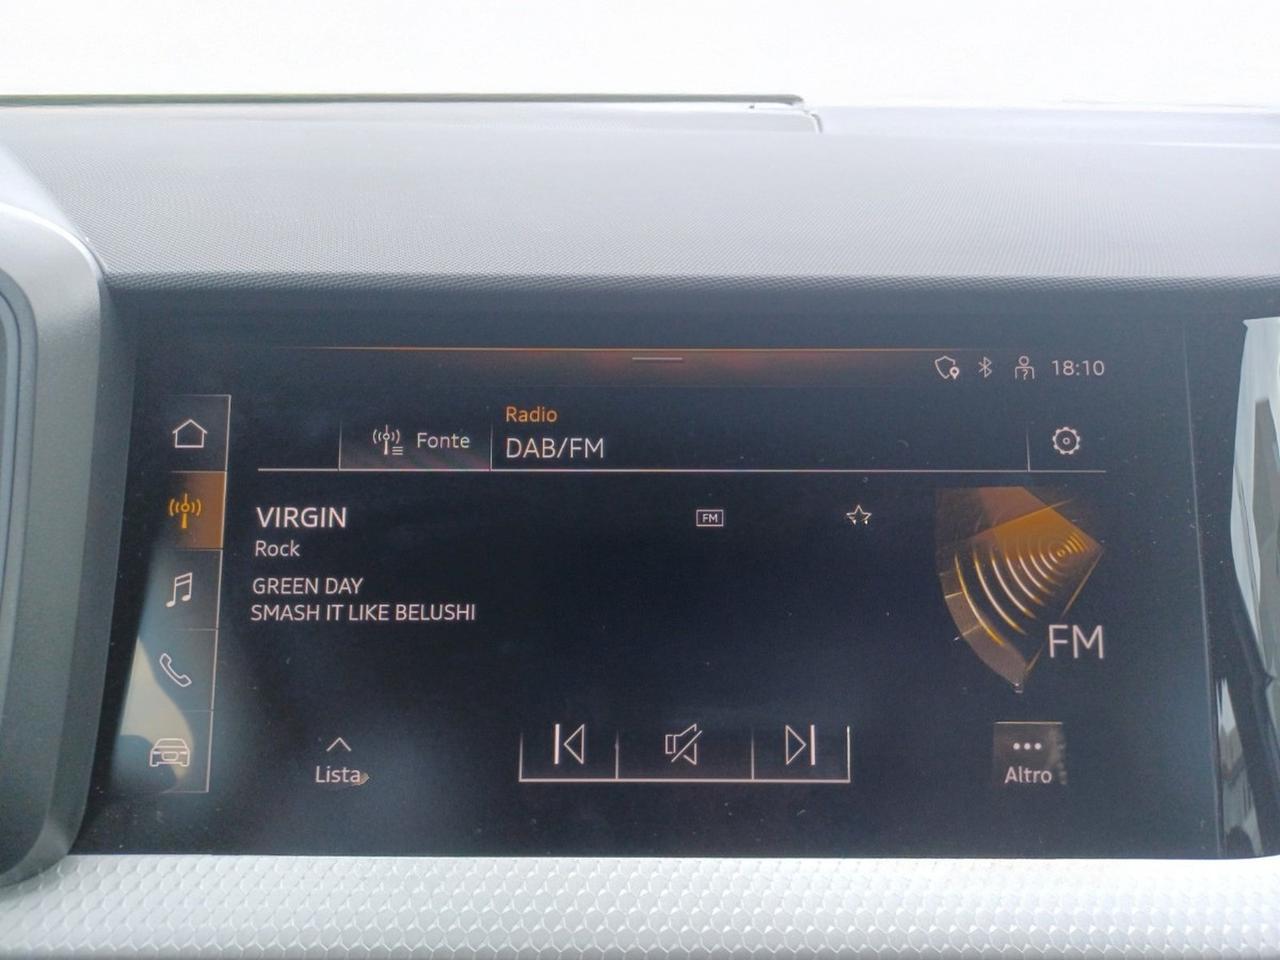 18:10
Fonte
Radio
DAB/FM
VIRGIN
FM
Rock
GREEN DAY
SMASH IT LIKE BELUSHI
FM
Lista
Altro